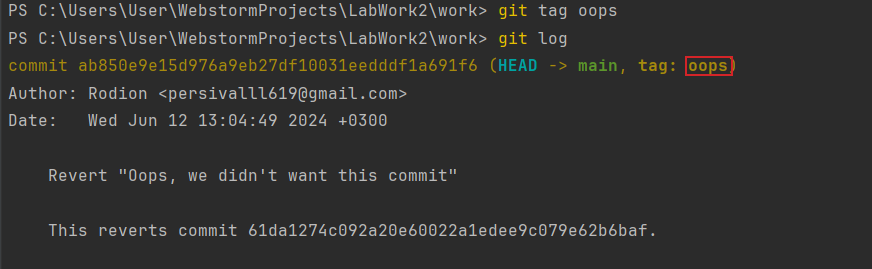 PS C:\Users\User\WebstormProjects\LabWork2\work> git tag oops
PS C:\Users\User\WebstormProjects\LabWork2\work> git log
commit ab850e9e15d976a9eb27df10031eedddf1a691f6 (HEAD -> main, tag: oops)
Author: Rodion <persivalll619@gmail.com>
Date:   Wed Jun 12 13:04:49 2024 +0300
Revert "Oops, we didn't want this commit"
This reverts commit 61da1274c092a20e60022a1edee9c079e62b6baf.